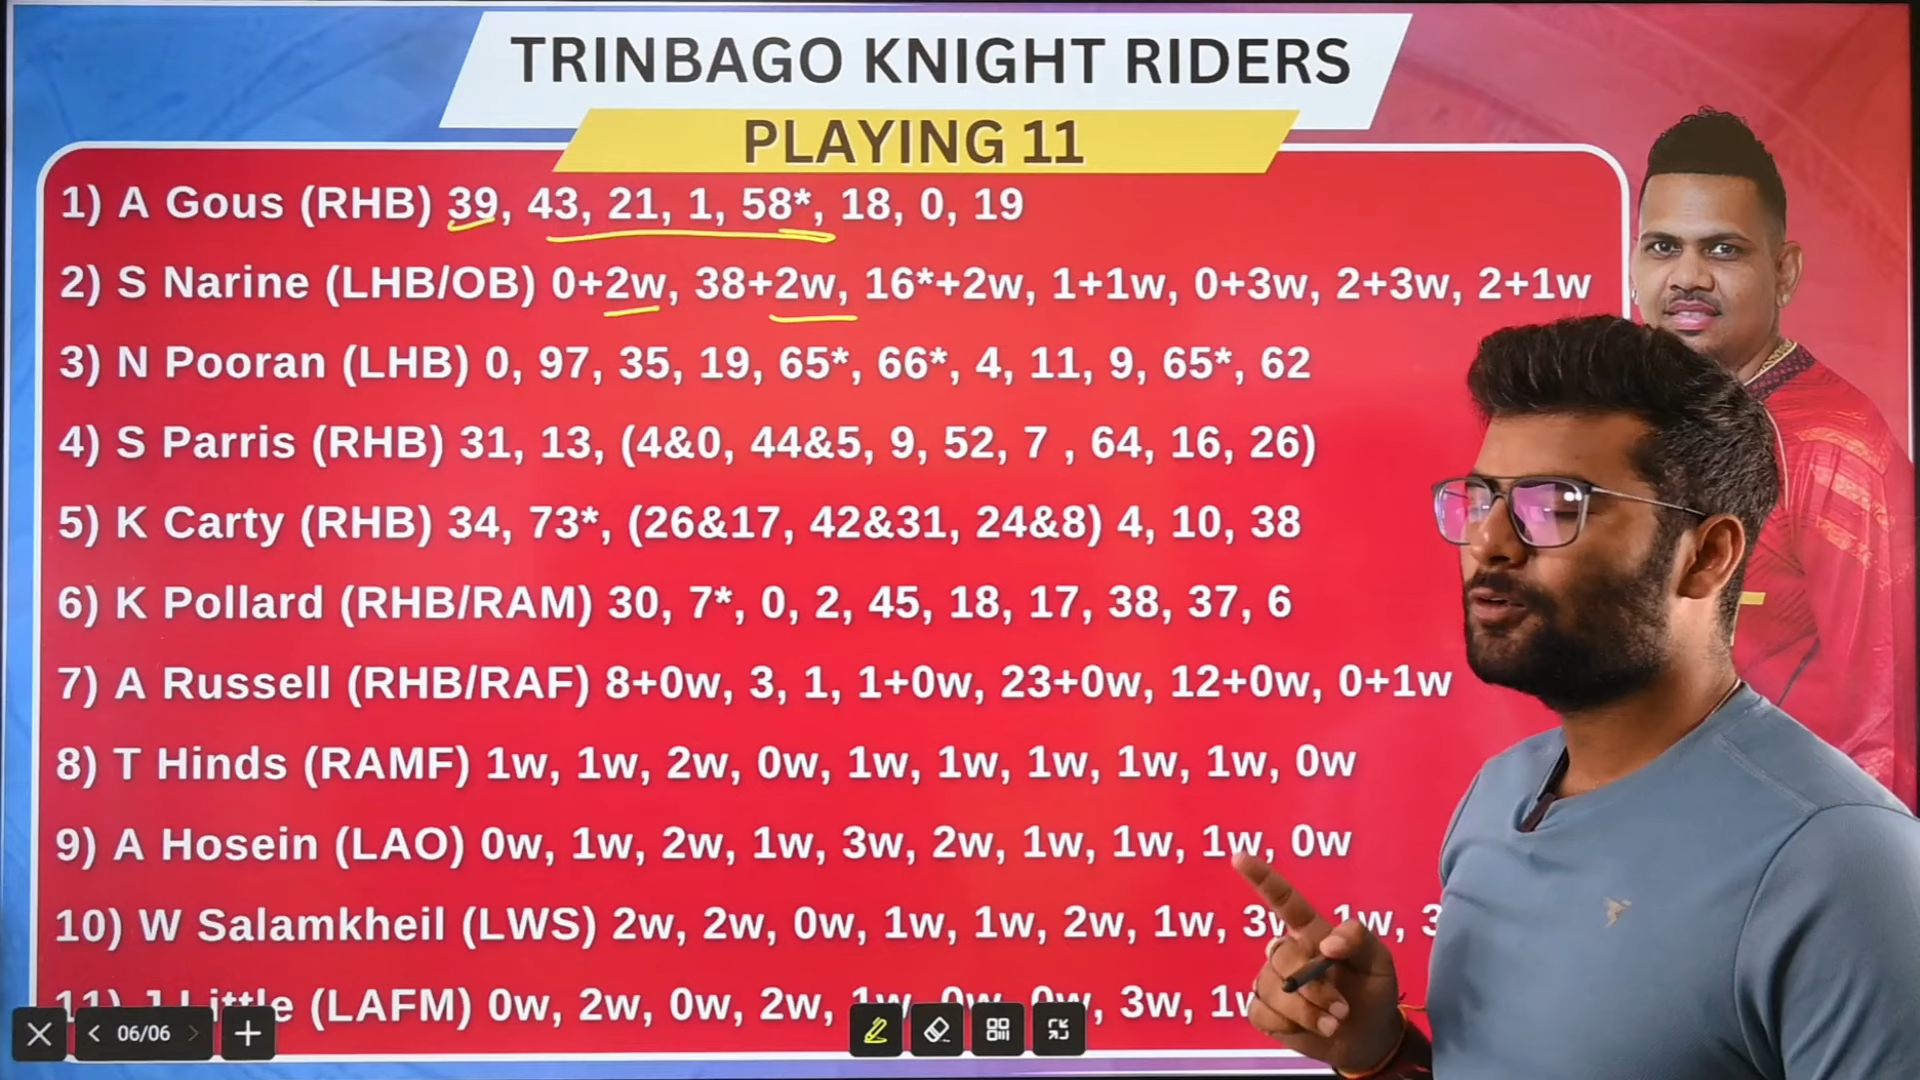 TRINBAGO KNIGHT RIDERS
PLAYING 11
1) A Gous (RHB) 39, 43, 21, 1, 58*, 18, 0, 19
2) S Narine (LHB/OB) 0+2w, 38+2w, 16*+2w, 1+1w, 0+3w, 2+3w, 2+1w
3) N Pooran (LHB) 0, 97, 35, 19, 65*, 66*, 4, 11, 9, 65*, 62
4) S Parris (RHB) 31, 13, (4&0, 44&5, 9, 52, 7 , 64, 16, 26)
5) K Carty (RHB) 34, 73*, (26&17, 42&31, 24&8) 4, 10, 38
6) K Pollard (RHB/RAM) 30, 7*, 0, 2, 45, 18, 17, 38, 37, 6
7) A Russell (RHB/RAF) 8+0w, 3, 1, 1+0w, 23+0w, 12+0w, 0+1w
8) T Hinds (RAMF) 1w, 1w, 2w, 0w, 1w, 1w, 1w, 1w, 1w, 0w
9) A Hosein (LAO) 0w, 1w, 2w, 1w, 3w, 2w, 1w, 1w, 1w, 0w
10) W Salamkheil (LWS) 2w, 2w, 0w, 1w, 1w, 2w, 1w, 3w, 1w, 3
11) J Little (LAFM) 0w, 2w, 0w, 2w, 1w, 0w, 0w, 3w, 1w
06/06